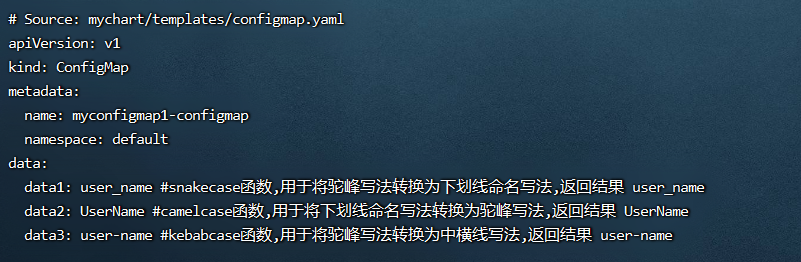 # Source: mychart/templates/configmap.yaml
apiVersion: v1
kind: ConfigMap
metadata:
  name: myconfigmap1-configmap
  namespace: default
data:
  data1: user_name #snakecase函数,用于将驼峰写法转换为下划线命名写法,返回结果 user_name
  data2: UserName #camelcase函数,用于将下划线命名写法转换为驼峰写法,返回结果 UserName
  data3: user-name #kebabcase函数,用于将驼峰写法转换为中横线写法,返回结果 user-name